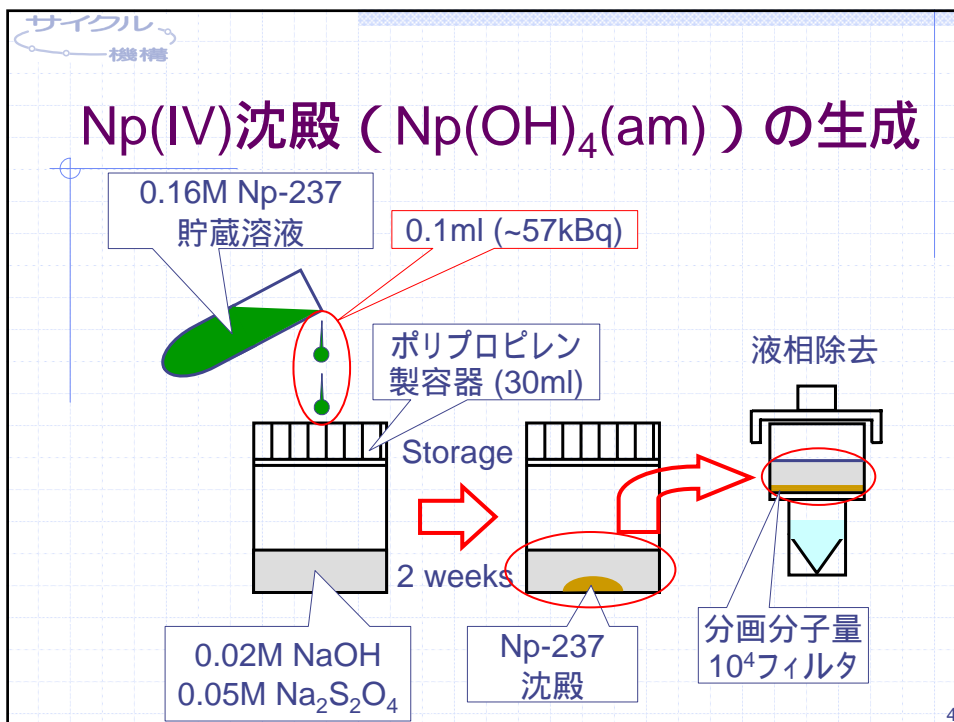 サイクル
機構
Np(IV)沈殿（Np(OH)₄(am)）の生成
0.16M Np-237
貯蔵溶液
0.1ml (~57kBq)
ポリプロピレン
製容器 (30ml)
液相除去
Storage
2 weeks
0.02M NaOH
0.05M Na₂S₂O₄
Np-237
沈殿
分画分子量
10⁴フィルタ
4